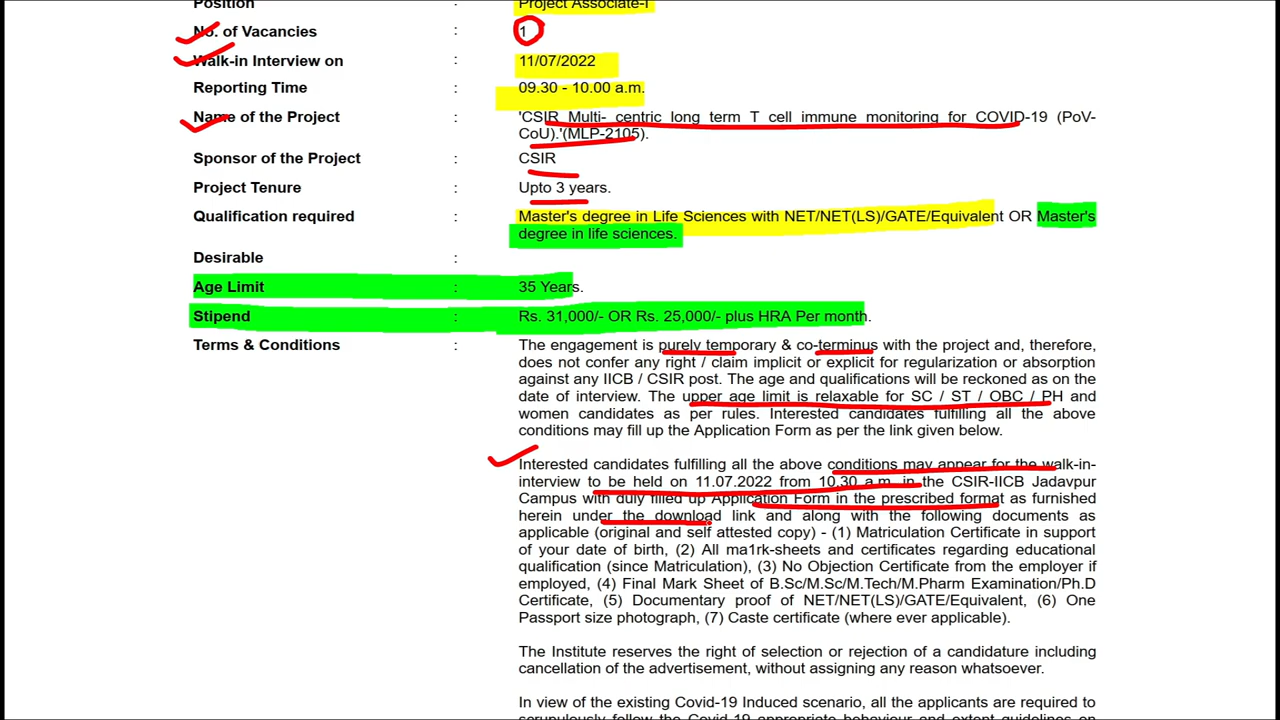 Position : Project Associate-I
No. of Vacancies : 1
Walk-in Interview on : 11/07/2022
Reporting Time : 09.30 - 10.00 a.m.
Name of the Project : 'CSIR Multi- centric long term T cell immune monitoring for COVID-19 (PoV-
CoU).'(MLP-2105).
Sponsor of the Project : CSIR
Project Tenure : Upto 3 years.
Qualification required : Master's degree in Life Sciences with NET/NET(LS)/GATE/Equivalent OR Master's
degree in life sciences.
Desirable :
Age Limit : 35 Years.
Stipend : Rs. 31,000/- OR Rs. 25,000/- plus HRA Per month.
Terms & Conditions : The engagement is purely temporary & co-terminus with the project and, therefore,
does not confer any right / claim implicit or explicit for regularization or absorption
against any IICB / CSIR post. The age and qualifications will be reckoned as on the
date of interview. The upper age limit is relaxable for SC / ST / OBC / PH and
women candidates as per rules. Interested candidates fulfilling all the above
conditions may fill up the Application Form as per the link given below.
Interested candidates fulfilling all the above conditions may appear for the walk-in-
interview to be held on 11.07.2022 from 10.30 a.m. in the CSIR-IICB Jadavpur
Campus with duly filled up Application Form in the prescribed format as furnished
herein under the download link and along with the following documents as
applicable (original and self attested copy) - (1) Matriculation Certificate in support
of your date of birth, (2) All ma1rk-sheets and certificates regarding educational
qualification (since Matriculation), (3) No Objection Certificate from the employer if
employed, (4) Final Mark Sheet of B.Sc/M.Sc/M.Tech/M.Pharm Examination/Ph.D
Certificate, (5) Documentary proof of NET/NET(LS)/GATE/Equivalent, (6) One
Passport size photograph, (7) Caste certificate (where ever applicable).
The Institute reserves the right of selection or rejection of a candidature including
cancellation of the advertisement, without assigning any reason whatsoever.
In view of the existing Covid-19 Induced scenario, all the applicants are required to
scrupulously follow the Covid-19 appropriate behaviour and extent guidelines on